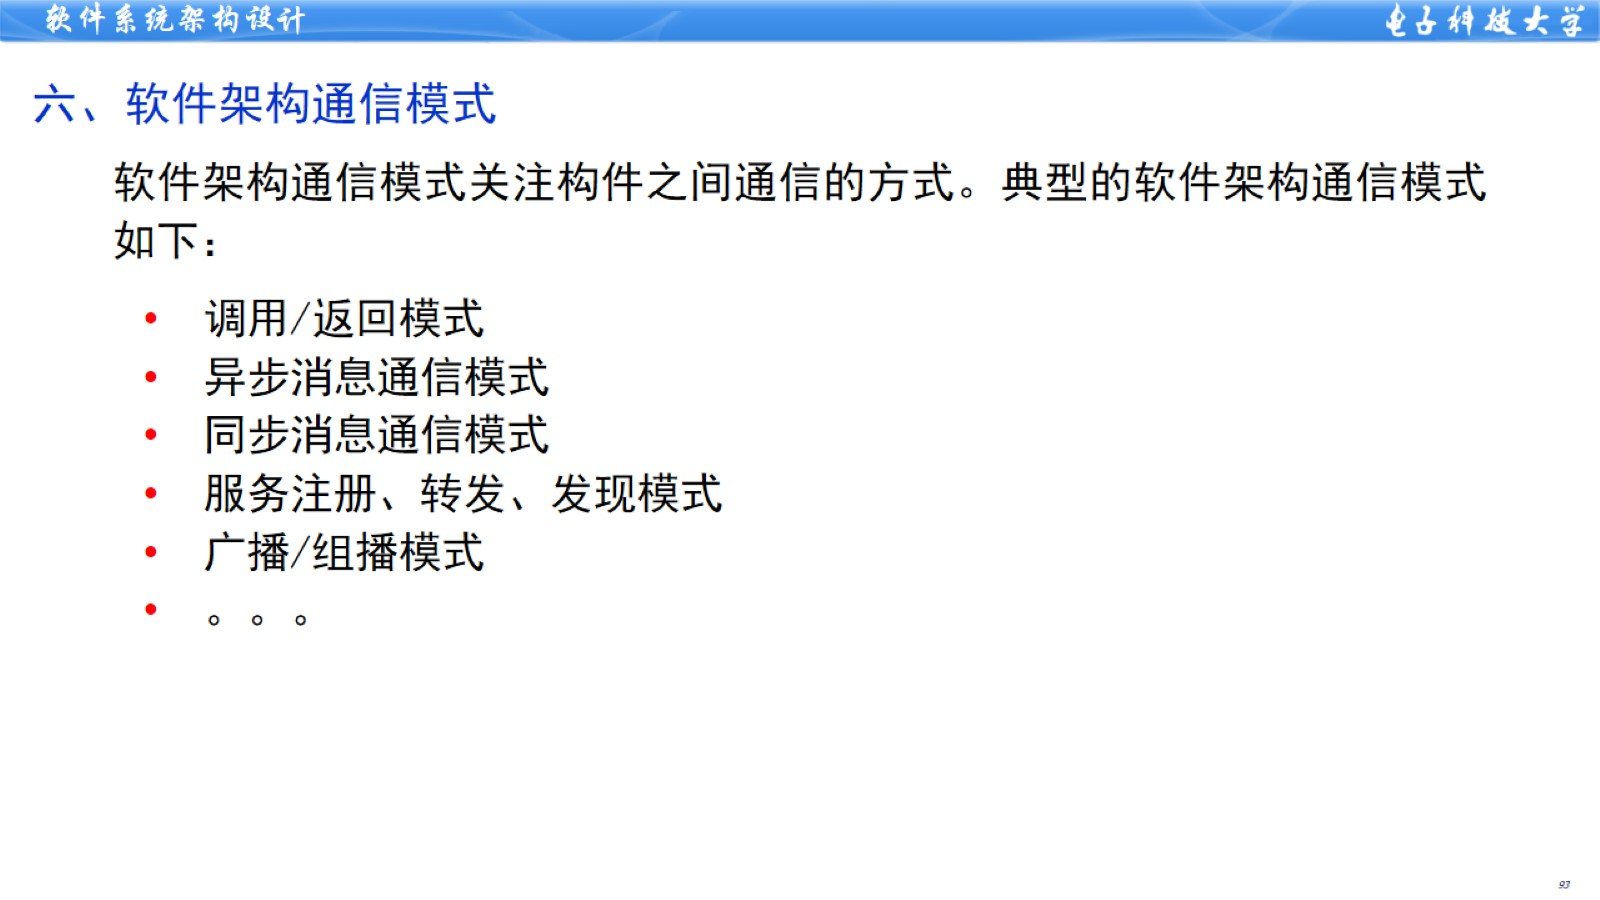 软件系统架构设计
电子科技大学
六、软件架构通信模式
软件架构通信模式关注构件之间通信的方式。典型的软件架构通信模式
如下：
• 调用/返回模式
• 异步消息通信模式
• 同步消息通信模式
• 服务注册、转发、发现模式
• 广播/组播模式
• 。。。
93